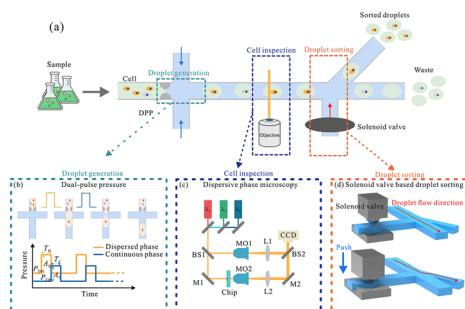 (a)
Sorted droplets
Sample
Cell inspection
Droplet sorting
Droplet generation
Cell
Waste
DPP
Objective
Solenoid valve
Droplet generation
Cell inspection
Droplet sorting
(b)
Dual-pulse pressure
(c)
Dispersive phase microscopy
(d) Solenoid valve based droplet sorting
Solenoid valve
Droplet flow direction
CCD
MO1
L1
BS1
BS2
MO2
M1
Chip
L2
M2
Push
Dispersed phase
Continuous phase
Pressure
Time